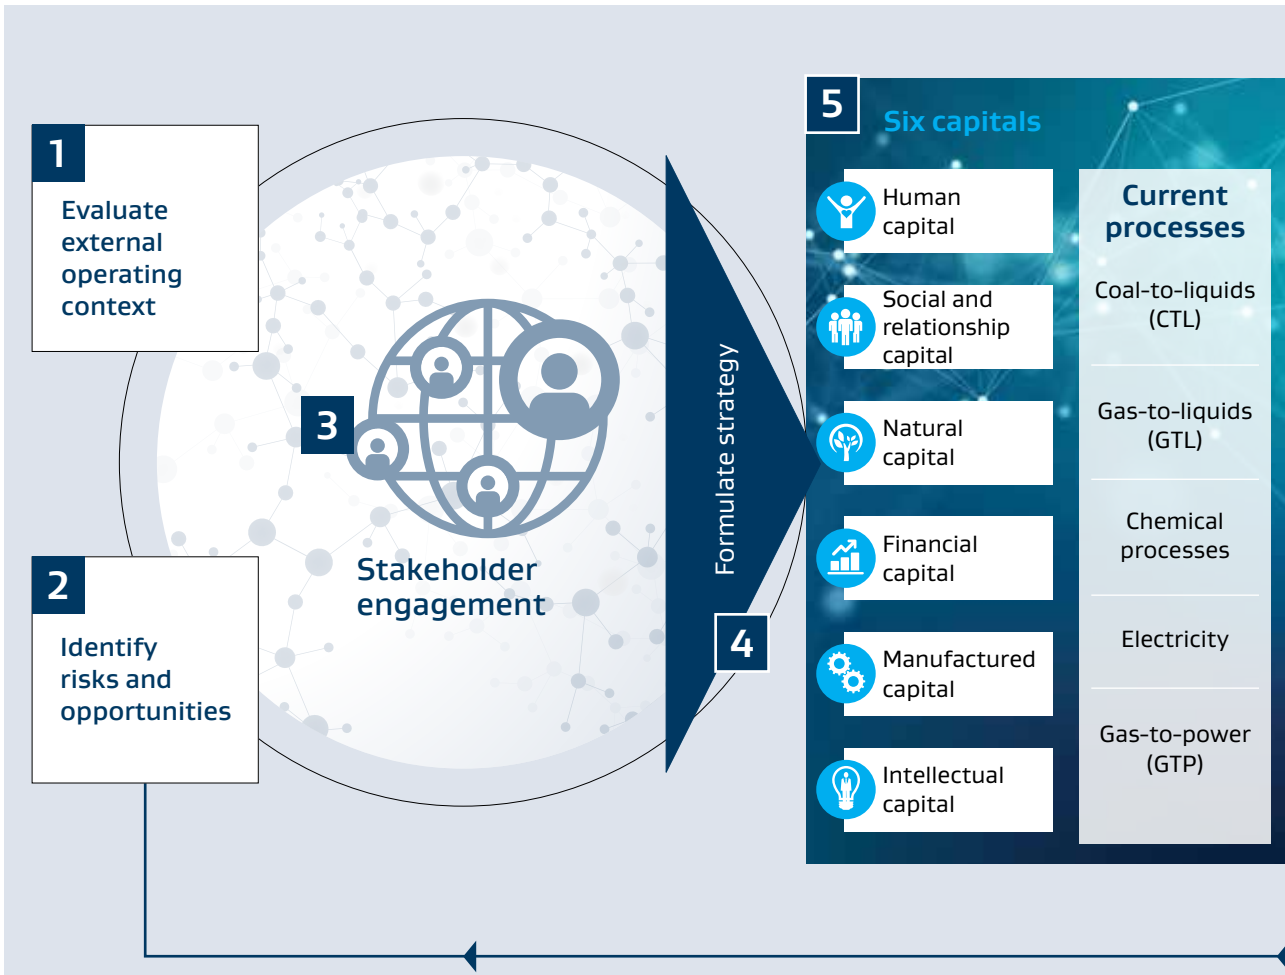 1
Evaluate
external
operating
context
2
Identify
risks and
opportunities
3
Stakeholder
engagement
Formulate strategy
4
5
Six capitals
Human
capital
Social and
relationship
capital
Natural
capital
Financial
capital
Manufactured
capital
Intellectual
capital
Current
processes
Coal-to-liquids
(CTL)
Gas-to-liquids
(GTL)
Chemical
processes
Electricity
Gas-to-power
(GTP)